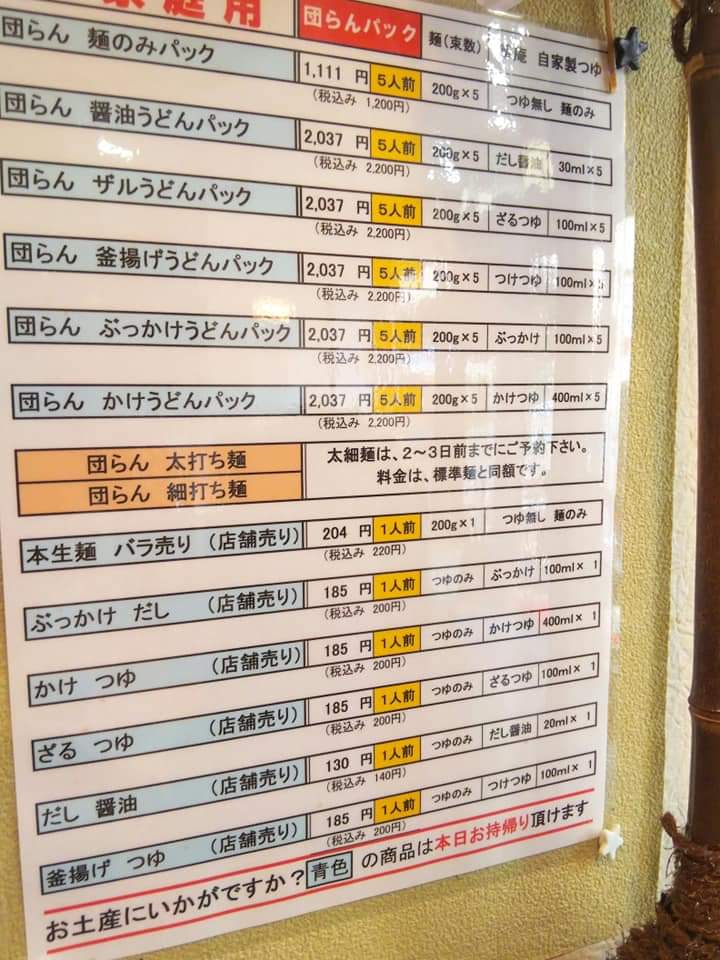 家庭用 団らんパック 麺(束数) 庵 自家製つゆ
団らん 麺のみパック 1,111 円 5人前 200g×5 つゆ無し 麺のみ
(税込み 1,200円)
団らん 醤油うどんパック 2,037 円 5人前 200g×5 だし醤油 30ml×5
(税込み 2,200円)
団らん ザルうどんパック 2,037 円 5人前 200g×5 ざるつゆ 100ml×5
(税込み 2,200円)
団らん 釜揚げうどんパック 2,037 円 5人前 200g×5 つけつゆ 100ml×5
(税込み 2,200円)
団らん ぶっかけうどんパック 2,037 円 5人前 200g×5 ぶっかけ 100ml×5
(税込み 2,200円)
団らん かけうどんパック 2,037 円 5人前 200g×5 かけつゆ 400ml×5
(税込み 2,200円)
団らん 太打ち麺
団らん 細打ち麺
太細麺は、2〜3日前までにご予約下さい。
料金は、標準麺と同額です。
本生麺 バラ売り (店舗売り) 204 円 1人前 200g×1 つゆ無し 麺のみ
(税込み 220円)
ぶっかけ だし (店舗売り) 185 円 1人前 つゆのみ ぶっかけ 100ml× 1
(税込み 200円)
かけ つゆ (店舗売り) 185 円 1人前 つゆのみ かけつゆ 400ml× 1
(税込み 200円)
ざる つゆ (店舗売り) 185 円 1人前 つゆのみ ざるつゆ 100ml× 1
(税込み 200円)
だし 醤油 (店舗売り) 130 円 1人前 つゆのみ だし醤油 20ml× 1
(税込み 140円)
釜揚げ つゆ (店舗売り) 185 円 1人前 つゆのみ つけつゆ 100ml× 1
(税込み 200円)
お土産にいかがですか?青色 の商品は本日お持帰り頂けます